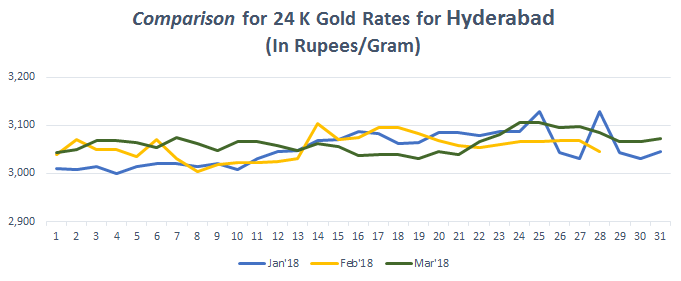 Comparison for 24 K Gold Rates for Hyderabad
(In Rupees/Gram)
3,200
3,100
3,000
2,900
1 2 3 4 5 6 7 8 9 10 11 12 13 14 15 16 17 18 19 20 21 22 23 24 25 26 27 28 29 30 31
Jan'18 Feb'18 Mar'18